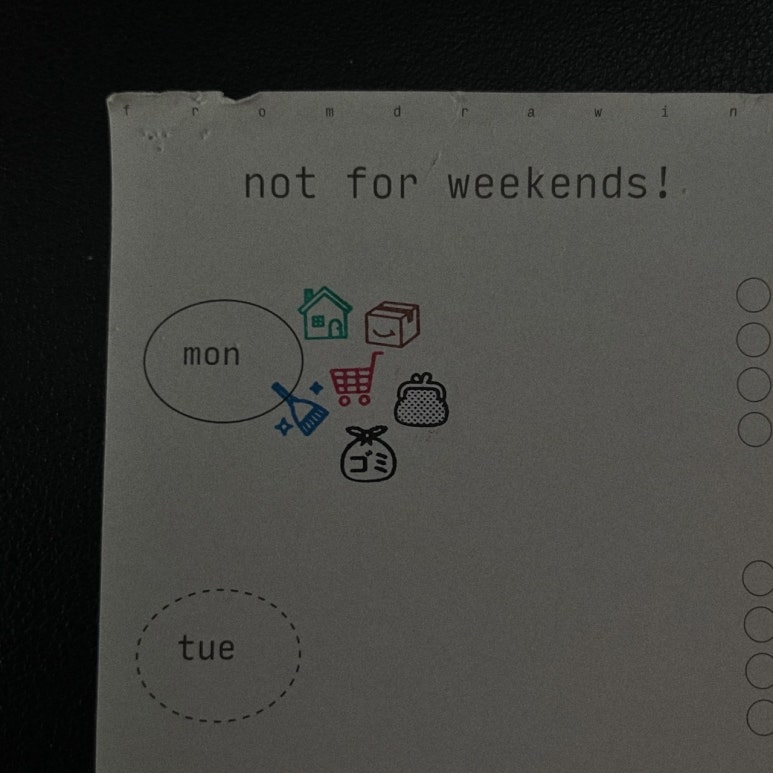 f r o m d r a w i n
not for weekends!
mon
ゴミ
tue